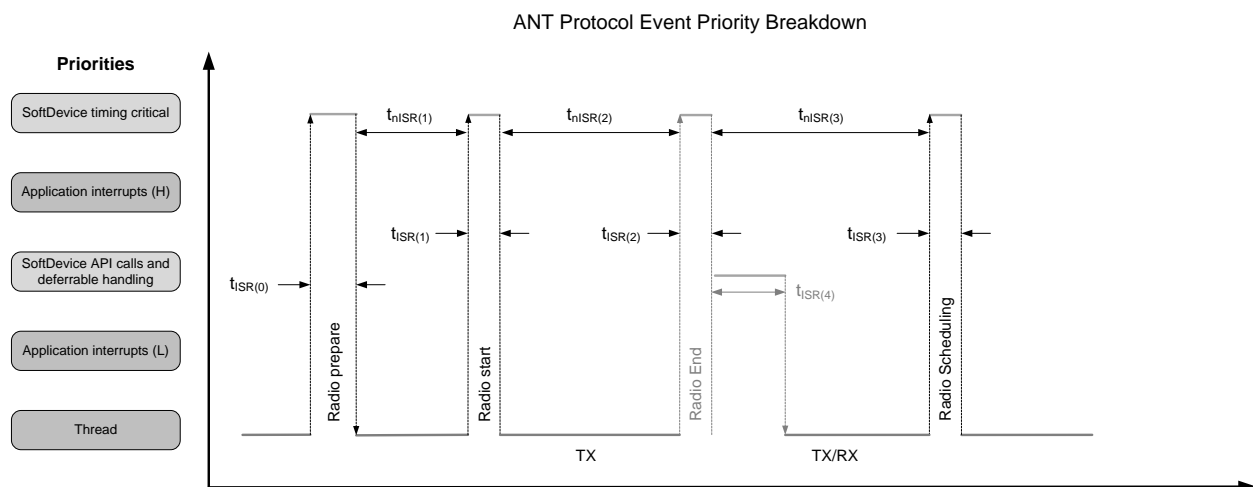 ANT Protocol Event Priority Breakdown
Priorities
SoftDevice timing critical
Application interrupts (H)
SoftDevice API calls and
deferrable handling
Application interrupts (L)
Thread
tnISR(1)
tnISR(2)
tnISR(3)
tISR(1)
tISR(2)
tISR(3)
tISR(0)
tISR(4)
Radio prepare
Radio start
Radio End
Radio Scheduling
TX
TX/RX